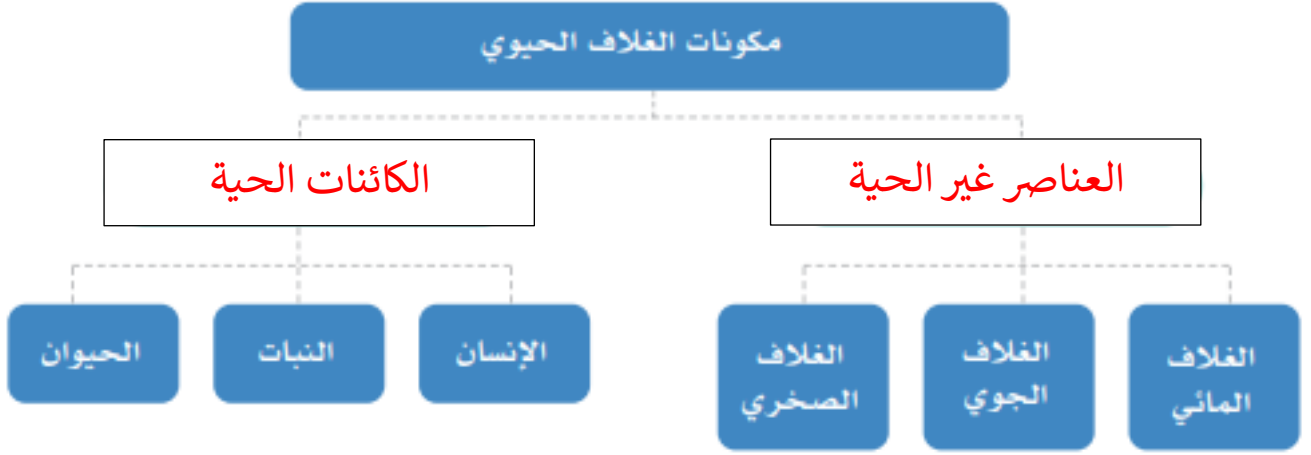 مكونات الغلاف الحيوي
العناصر غير الحية
الكائنات الحية
الغلاف
المائي
الغلاف
الجوي
الغلاف
الصخري
الإنسان
النبات
الحيوان